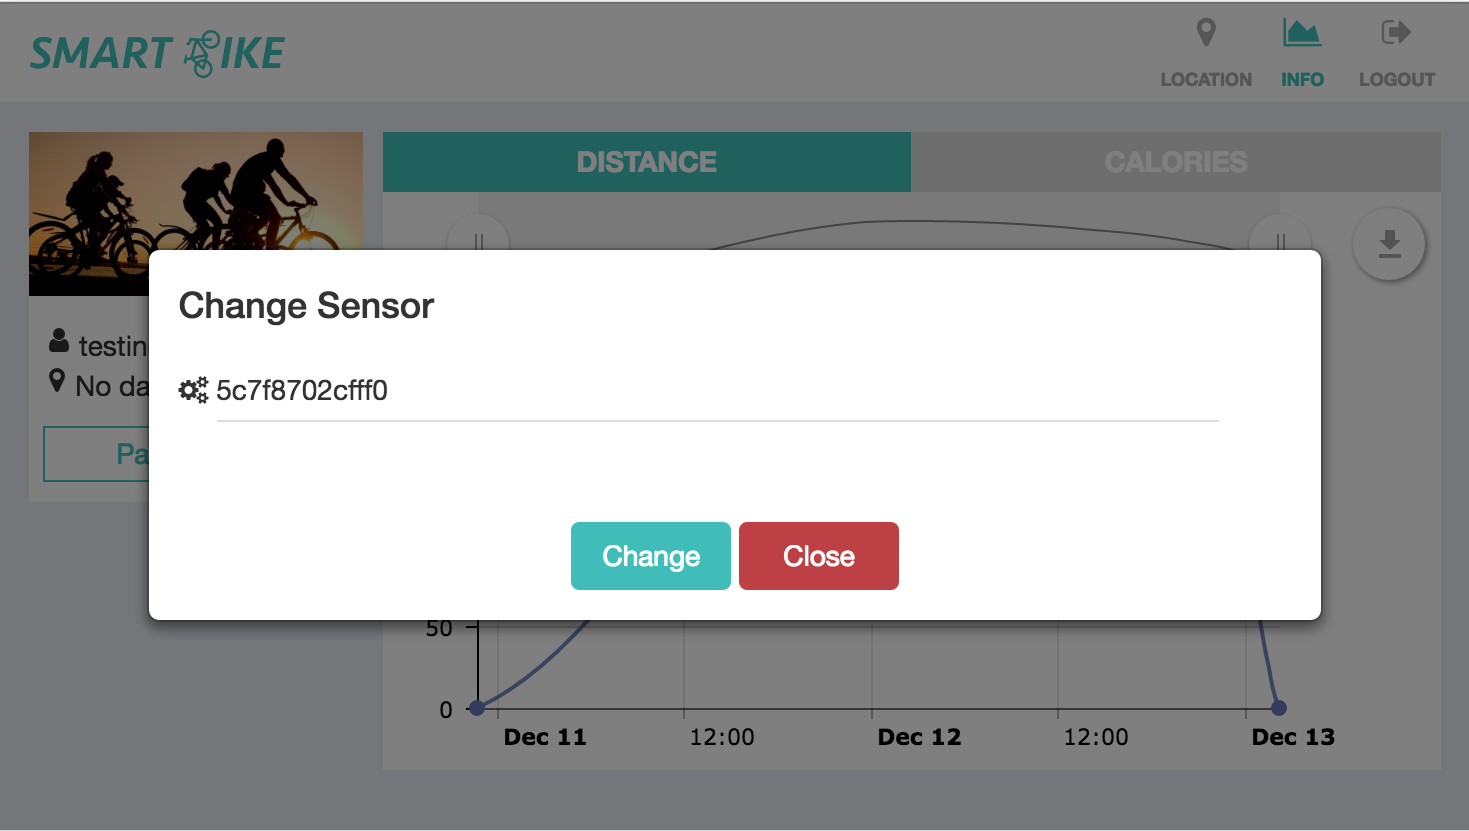 SMART BIKE
LOCATION
INFO
LOGOUT
DISTANCE
CALORIES
Change Sensor
testin
No da
5c7f8702cfff0
Pa
Change
Close
50
0
Dec 11
12:00
Dec 12
12:00
Dec 13